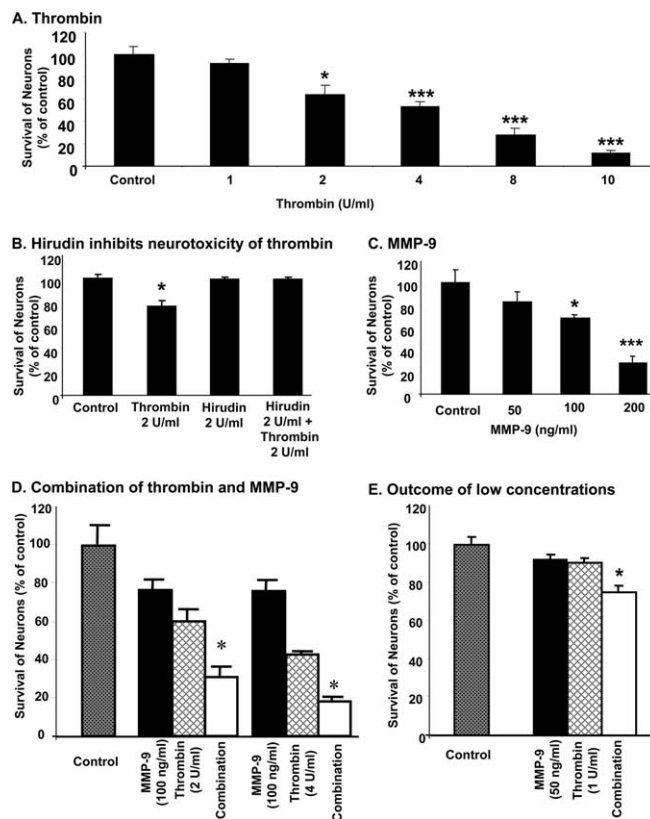 A. Thrombin
Survival of Neurons
(% of control)
120
100
80
60
40
20
0
*
***
***
***
Control
1
2
4
8
10
Thrombin (U/ml)
B. Hirudin inhibits neurotoxicity of thrombin
Survival of Neurons
(% of control)
120
100
80
60
40
20
0
*
Control
Thrombin
2 U/ml
Hirudin
2 U/ml
Hirudin
2 U/ml +
Thrombin
2 U/ml
C. MMP-9
Survival of Neurons
(% of control)
120
100
80
60
40
20
0
*
***
Control
50
100
200
MMP-9 (ng/ml)
D. Combination of thrombin and MMP-9
Survival of Neurons (% of control)
100
80
60
40
20
0
*
*
Control
MMP-9
(100 ng/ml)
Thrombin
(2 U/ml)
Combination
MMP-9
(100 ng/ml)
Thrombin
(4 U/ml)
Combination
E. Outcome of low concentrations
Survival of Neurons (% of control)
120
100
80
60
40
20
0
*
Control
MMP-9
(50 ng/ml)
Thrombin
(1 U/ml)
Combination